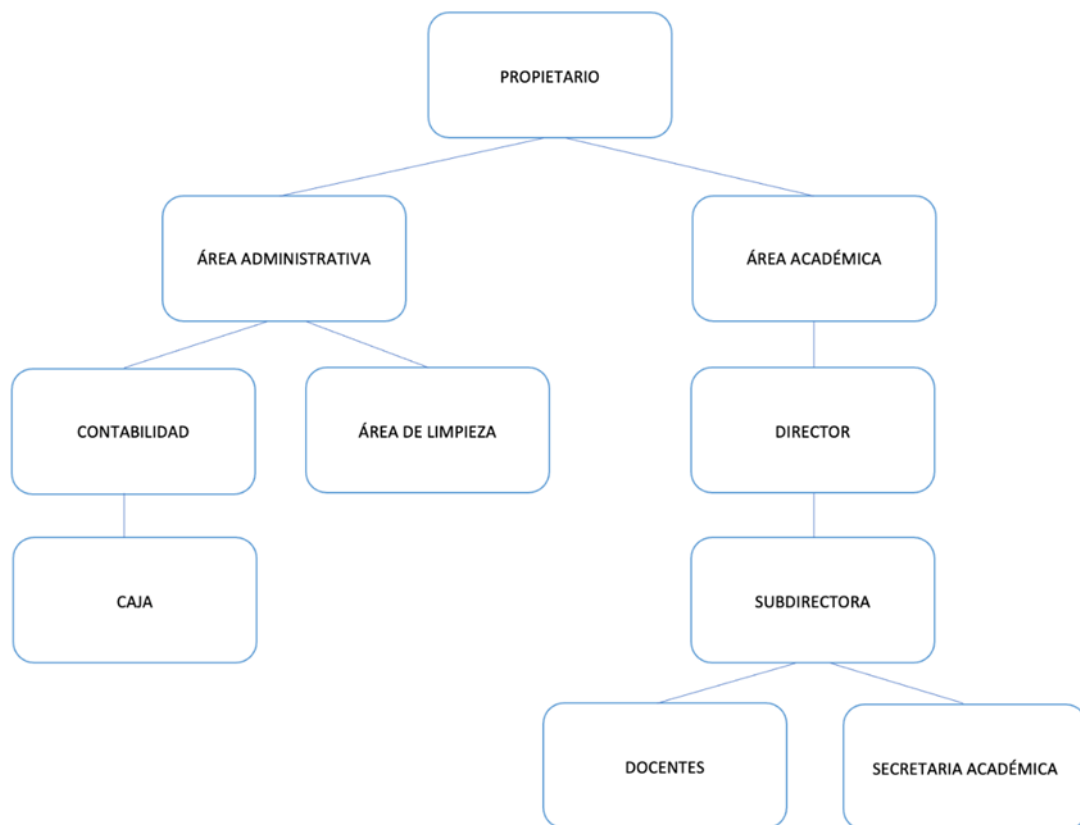 PROPIETARIO
ÁREA ADMINISTRATIVA
ÁREA ACADÉMICA
CONTABILIDAD
ÁREA DE LIMPIEZA
DIRECTOR
CAJA
SUBDIRECTORA
DOCENTES
SECRETARIA ACADÉMICA